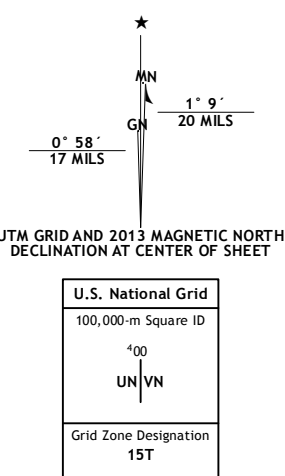 MN
GN
1° 9´
20 MILS
0° 58´
17 MILS
UTM GRID AND 2013 MAGNETIC NORTH
DECLINATION AT CENTER OF SHEET
U.S. National Grid
100,000-m Square ID
⁴00
UN VN
Grid Zone Designation
15T